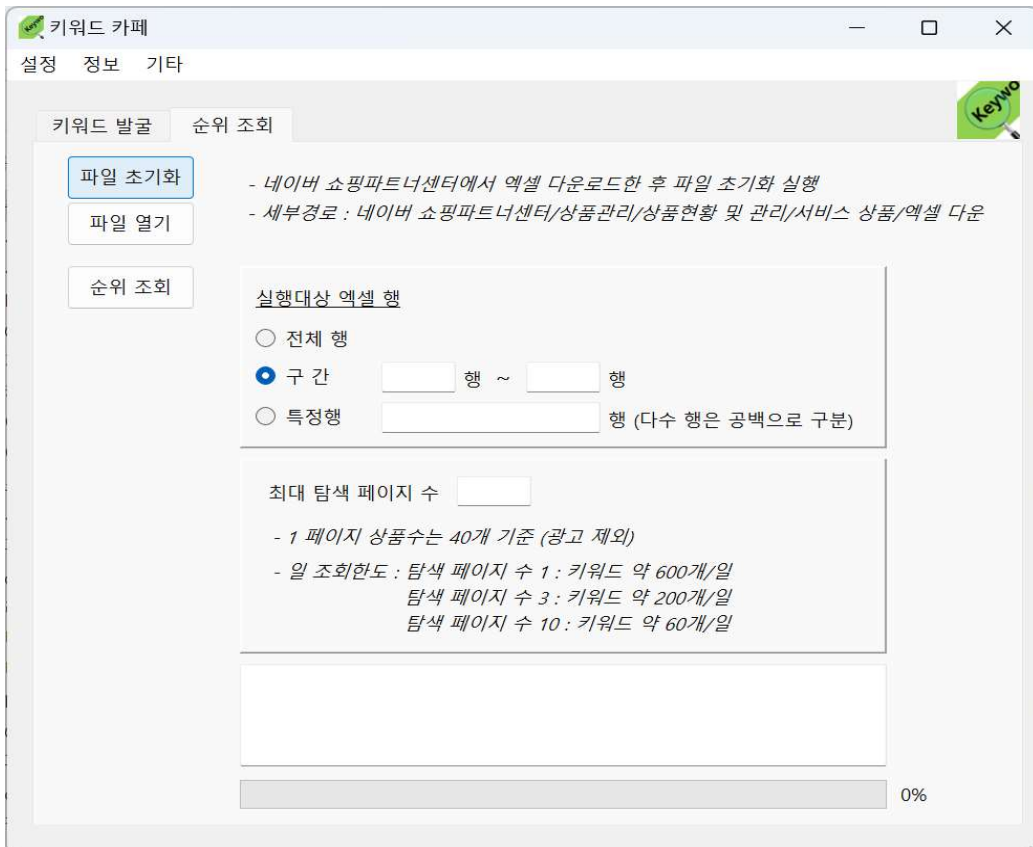 키워드 카페
설정 정보 기타
키워드 발굴 순위 조회
파일 초기화
- 네이버 쇼핑파트너센터에서 엑셀 다운로드한 후 파일 초기화 실행
파일 열기
- 세부경로 : 네이버 쇼핑파트너센터/상품관리/상품현황 및 관리/서비스 상품/엑셀 다운
순위 조회
실행대상 엑셀 행
전체 행
구 간 행 ~ 행
특정행 행 (다수 행은 공백으로 구분)
최대 탐색 페이지 수
- 1 페이지 상품수는 40개 기준 (광고 제외)
- 일 조회한도 : 탐색 페이지 수 1 : 키워드 약 600개/일
탐색 페이지 수 3 : 키워드 약 200개/일
탐색 페이지 수 10 : 키워드 약 60개/일
0%
Keywo